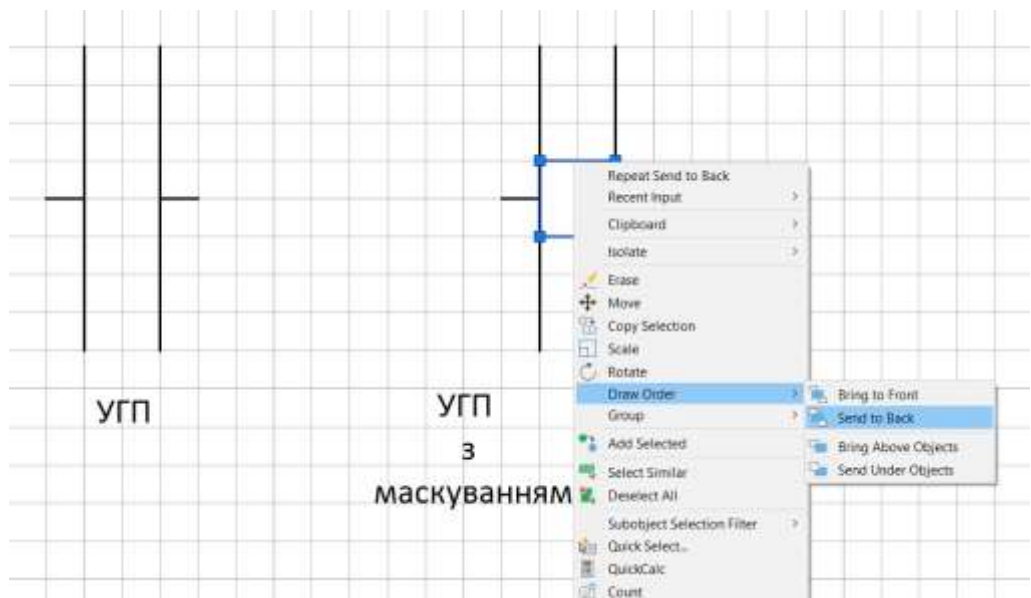 Repeat Send to Back
Recent Input
Clipboard
Isolate
Erase
Move
Copy Selection
Scale
Rotate
Draw Order
Bring to Front
Group
Send to Back
Add Selected
Bring Above Objects
Select Similar
Send Under Objects
Deselect All
Subobject Selection Filter
Quick Select...
QuickCalc
Count
УГП
УГП
з
маскуванням